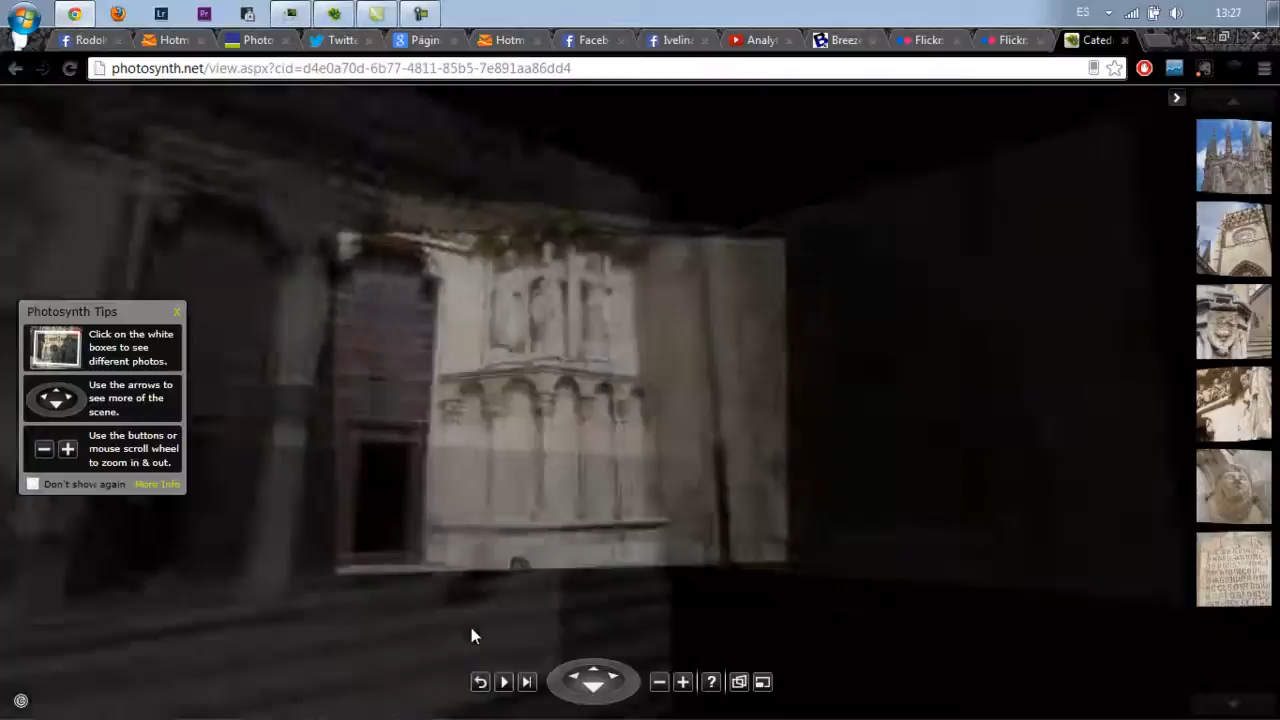 ES
13:27
Rodol
Hotm
Photo
Twitte
Págin
Hotm
Faceb
Ivelina
Analy
Breeze
Flickr
Flickr
Cated
photosynth.net/view.aspx?cid=d4e0a70d-6b77-4811-85b5-7e891aa86dd4
Photosynth Tips X
Click on the white
boxes to see
different photos.
Use the arrows to
see more of the
scene.
Use the buttons or
mouse scroll wheel
to zoom in & out.
Don't show again More Info
?